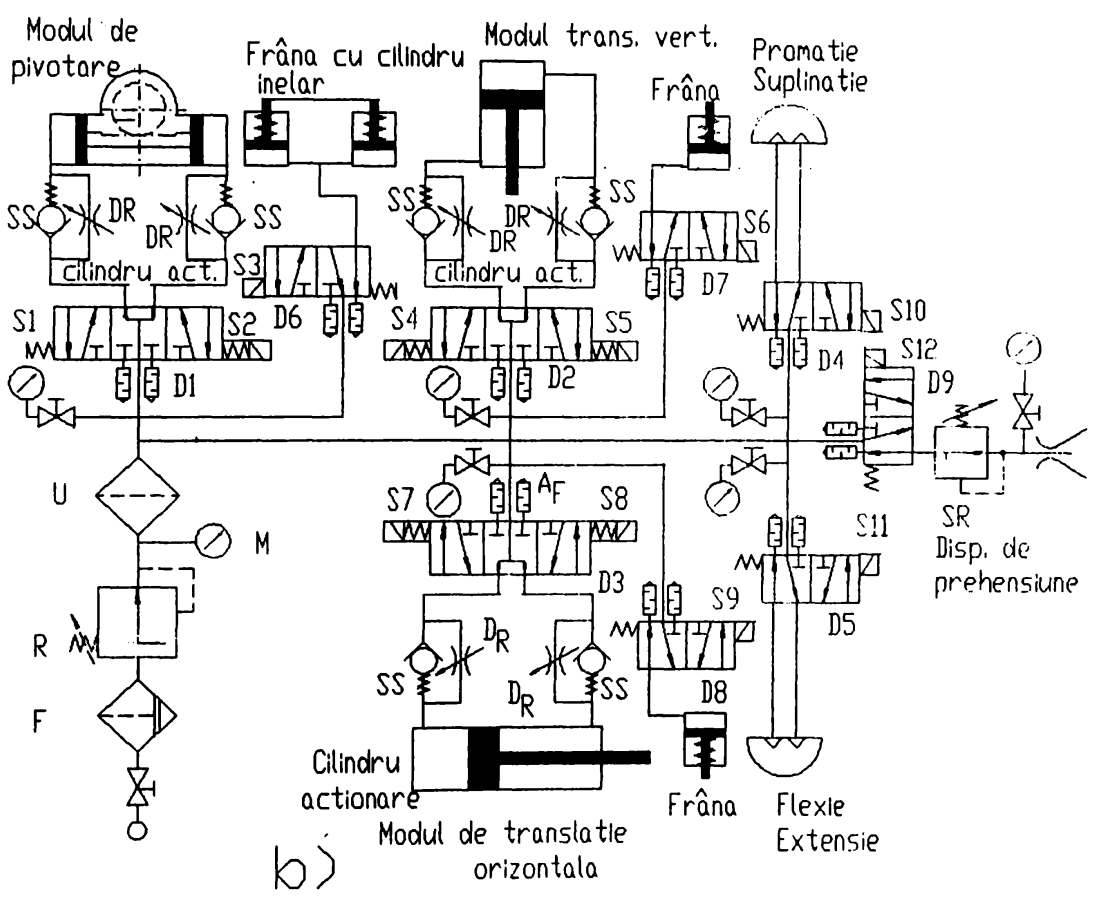 Modul de
pivotare
Frâna cu cilindru
inelar
Modul trans. vert.
Frâna
Promatie
Suplinatie
SS
DR
DR
SS
SS
DR
DR
SS
cilindru act.
cilindru act.
S3
D6
S6
D7
S1
S2
D1
S4
S5
D2
S10
D4
S12
D9
U
M
R
F
S7
AF
S8
D3
S9
D8
S11
D5
SR
Disp. de
prehensiune
SS
DR
DR
SS
Cilindru
actionare
Modul de translatie
orizontala
Frâna
Flexie
Extensie
b)